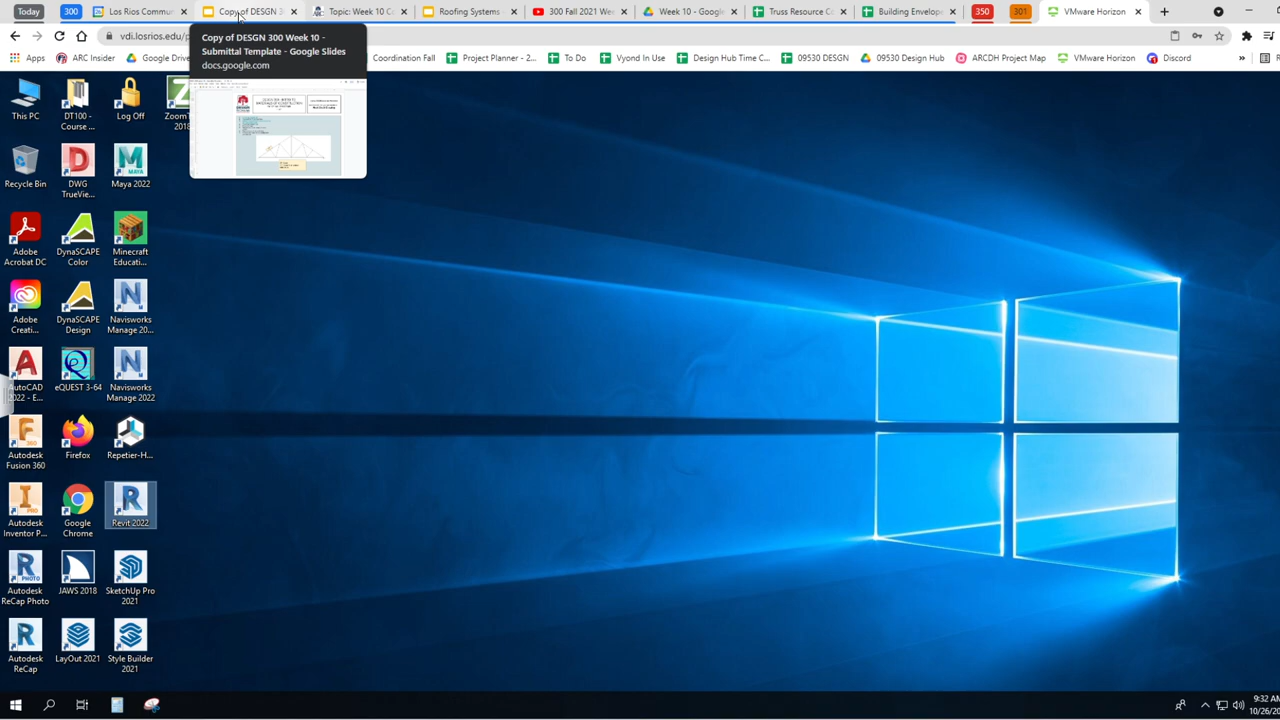 Today
300
Los Rios Commun
Copy of DESGN 3
Topic: Week 10 Co
Roofing Systems
300 Fall 2021 Wee
Week 10 - Google
Truss Resource Co
Building Envelope
350
301
VMware Horizon
vdi.losrios.edu/p
Apps
ARC Insider
Google Drive
Coordination Fall
Project Planner - 2...
To Do
Vyond In Use
Design Hub Time C...
09530 DESGN
09530 Design Hub
ARCDH Project Map
VMware Horizon
Discord
Copy of DESGN 300 Week 10 -
Submittal Template - Google Slides
docs.google.com
This PC
DT100 -
Course ...
Log Off
ZoomT
2018
Recycle Bin
DWG
TrueVie...
Maya 2022
Adobe
Acrobat DC
DynaSCAPE
Color
Minecraft
Educati...
Adobe
Creati...
DynaSCAPE
Design
Navisworks
Manage 20...
AutoCAD
2022 - E...
eQUEST 3-64
Navisworks
Manage 2022
Autodesk
Fusion 360
Firefox
Repetier-H...
Autodesk
Inventor P...
Google
Chrome
Revit 2022
Autodesk
ReCap Photo
JAWS 2018
SketchUp Pro
2021
Autodesk
ReCap
LayOut 2021
Style Builder
2021
9:32 AM
10/26/20